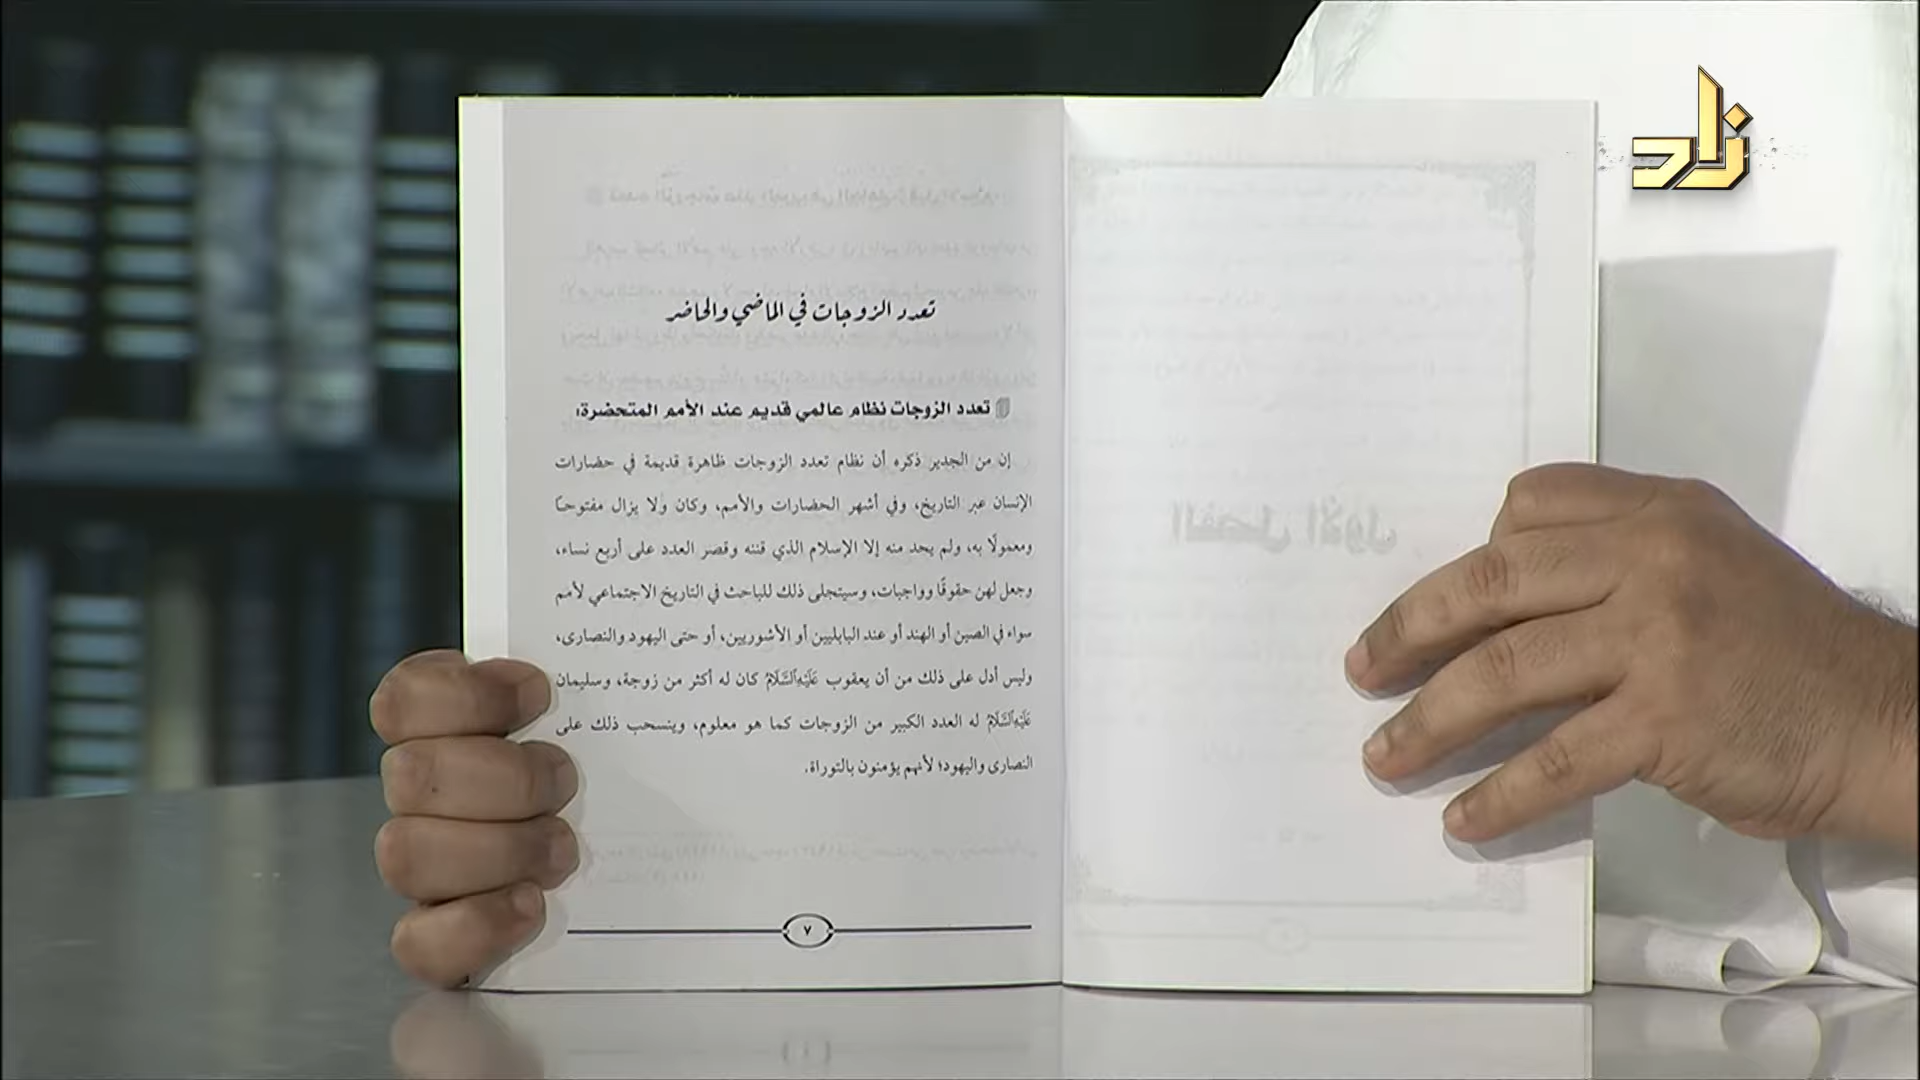 زاد
تعدد الزوجات في الماضي والحاضر
تعدد الزوجات نظام عالمي قديم عند الأمم المتحضرة:
إن من الجدير ذكره أن نظام تعدد الزوجات ظاهرة قديمة في حضارات
الإنسان عبر التاريخ، وفي أشهر الحضارات والأمم، وكان ولا يزال مفتوحًا
ومعمولًا به، ولم يحد منه إلا الإسلام الذي قننه وقصر العدد على أربع نساء،
وجعل لهن حقوقًا وواجبات، وسيتجلى ذلك للباحث في التاريخ الاجتماعي لأمم
سواء في الصين أو الهند أو عند البابليين أو الأشوريين، أو حتى اليهود والنصارى،
وليس أدل على ذلك من أن يعقوب عَلَيْهِ ٱلسَّلَامُ كان له أكثر من زوجة، وسليمان
عَلَيْهِ ٱلسَّلَامُ له العدد الكبير من الزوجات كما هو معلوم، وينسحب ذلك على
النصارى واليهود؛ لأنهم يؤمنون بالتوراة.
٧
الفصل الأول